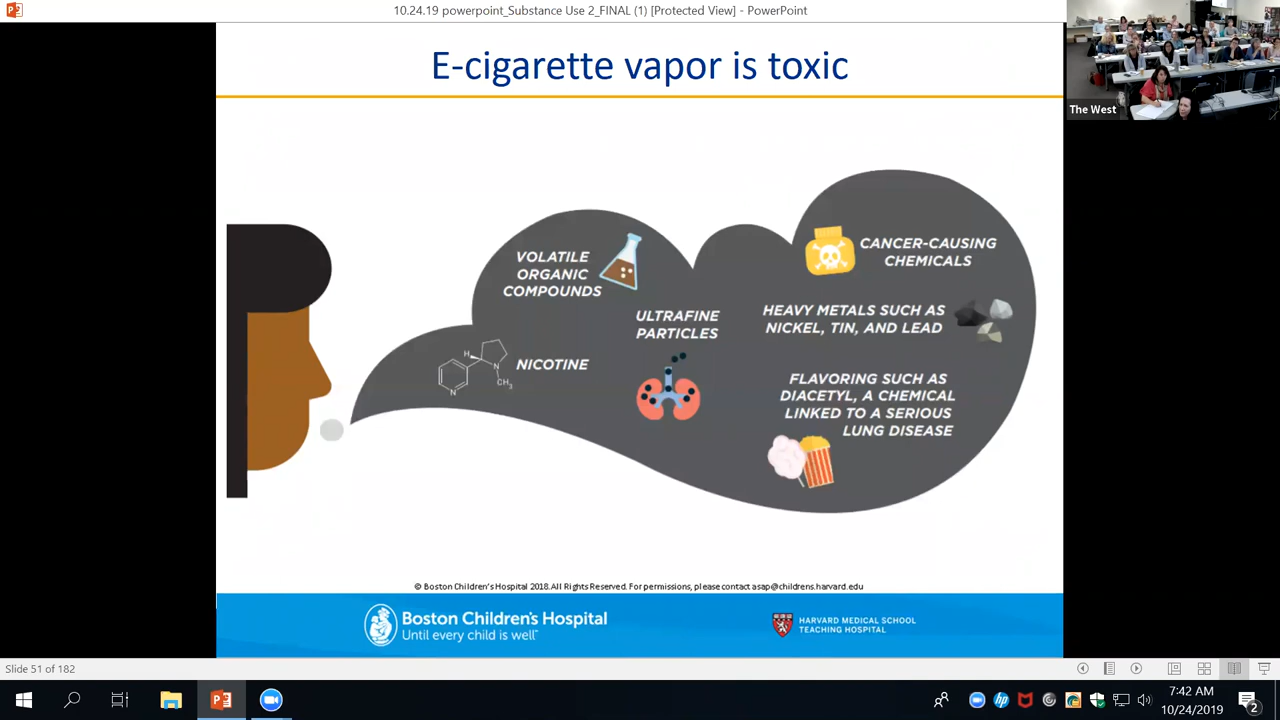 10.24.19 powerpoint_Substance Use 2_FINAL (1) [Protected View] - PowerPoint
The West
E-cigarette vapor is toxic
VOLATILE
ORGANIC
COMPOUNDS
ULTRAFINE
PARTICLES
H
N
N
CH3
NICOTINE
CANCER-CAUSING
CHEMICALS
HEAVY METALS SUCH AS
NICKEL, TIN, AND LEAD
FLAVORING SUCH AS
DIACETYL, A CHEMICAL
LINKED TO A SERIOUS
LUNG DISEASE
© Boston Children's Hospital 2018. All Rights Reserved. For permissions, please contact asap@childrens.harvard.edu
Boston Children's Hospital
Until every child is well™
HARVARD MEDICAL SCHOOL
TEACHING HOSPITAL
Slide 51 of 182
7:42 AM
10/24/2019
2